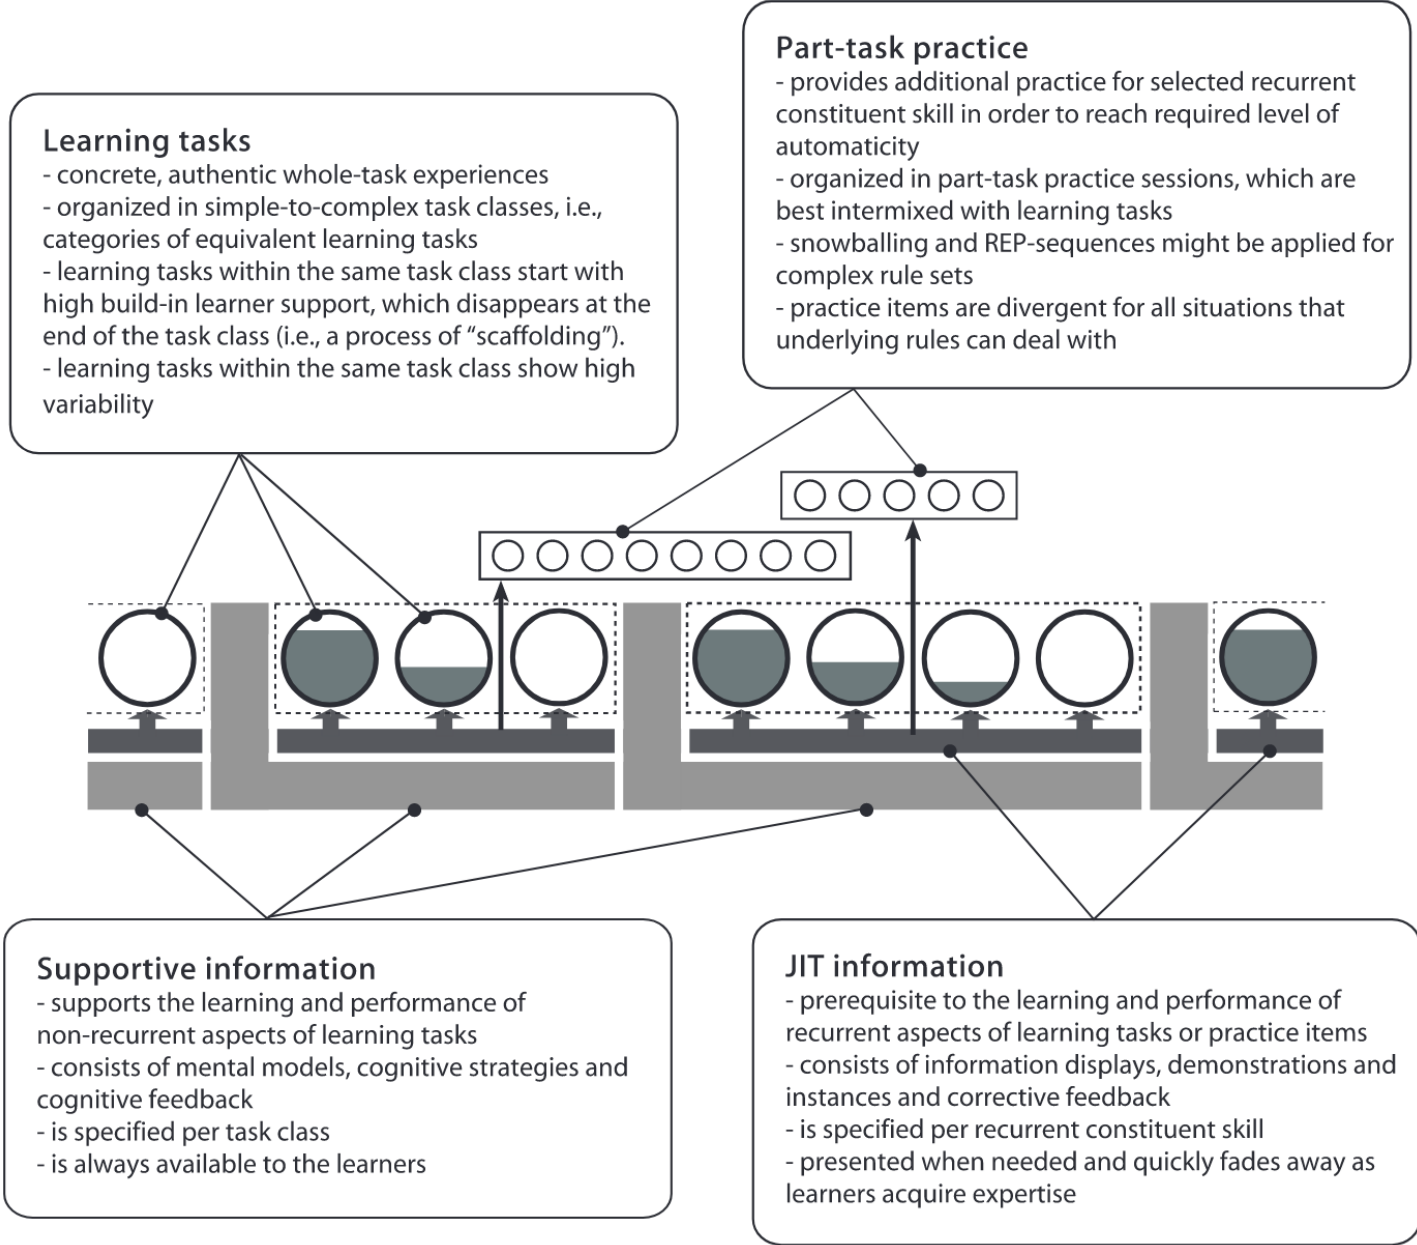 Part-task practice
- provides additional practice for selected recurrent
constituent skill in order to reach required level of
automaticity
- organized in part-task practice sessions, which are
best intermixed with learning tasks
- snowballing and REP-sequences might be applied for
complex rule sets
- practice items are divergent for all situations that
underlying rules can deal with
Learning tasks
- concrete, authentic whole-task experiences
- organized in simple-to-complex task classes, i.e.,
categories of equivalent learning tasks
- learning tasks within the same task class start with
high build-in learner support, which disappears at the
end of the task class (i.e., a process of “scaffolding”).
- learning tasks within the same task class show high
variability
Supportive information
- supports the learning and performance of
non-recurrent aspects of learning tasks
- consists of mental models, cognitive strategies and
cognitive feedback
- is specified per task class
- is always available to the learners
JIT information
- prerequisite to the learning and performance of
recurrent aspects of learning tasks or practice items
- consists of information displays, demonstrations and
instances and corrective feedback
- is specified per recurrent constituent skill
- presented when needed and quickly fades away as
learners acquire expertise